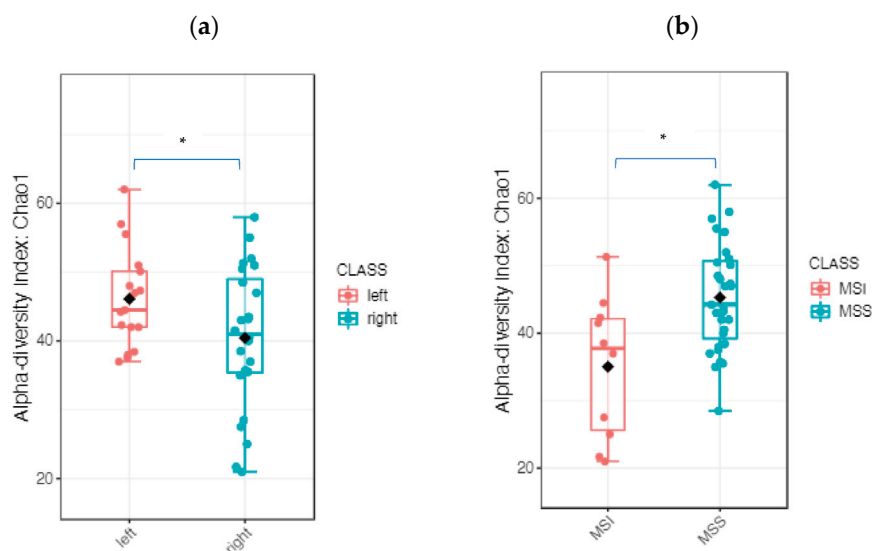 (a)
*
Alpha-diversity Index: Chao1
60
40
20
left
right
CLASS
left
right
(b)
*
Alpha-diversity Index: Chao1
60
40
20
MSI
MSS
CLASS
MSI
MSS